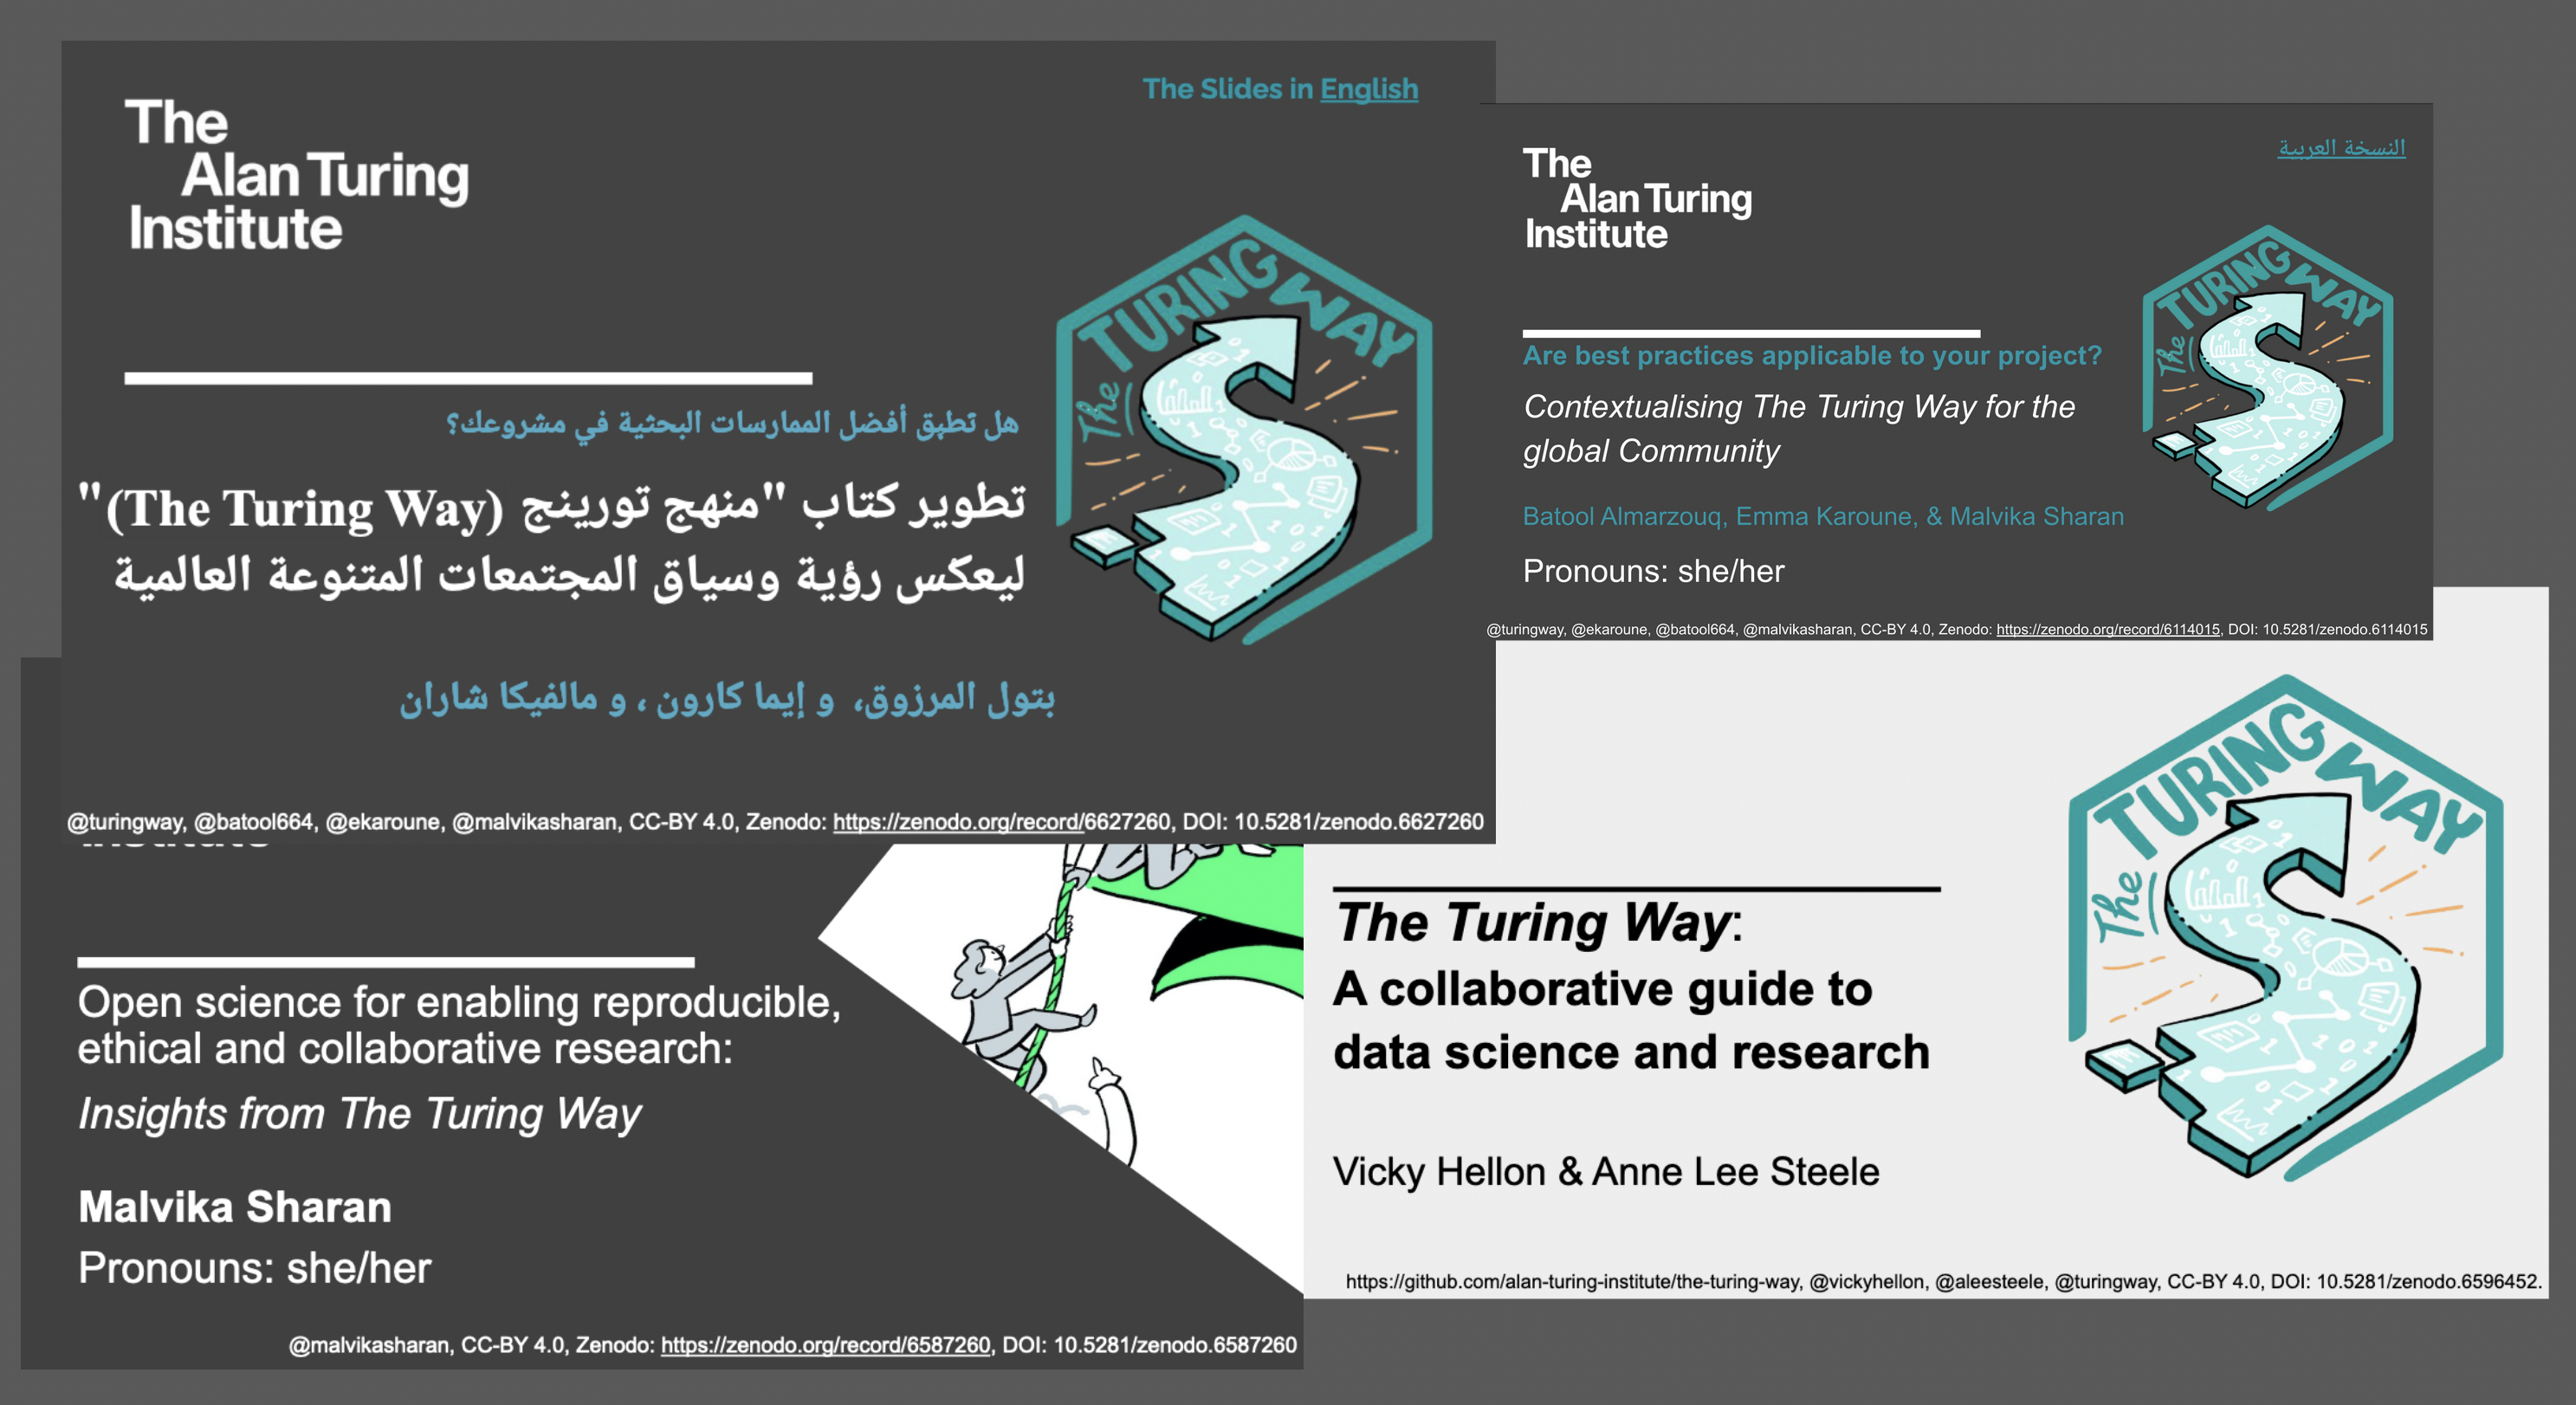 The Slides in English
The
Alan Turing
Institute
The TURING WAY
هل تطبق أفضل الممارسات البحثية في مشروعك؟
تطوير كتاب "منهج تورينج (The Turing Way)"
ليعكس رؤية وسياق المجتمعات المتنوعة العالمية
بتول المرزوق، و إيما كارون ، و مالفيكا شاران
@turingway, @batool664, @ekaroune, @malvikasharan, CC-BY 4.0, Zenodo: https://zenodo.org/record/6627260, DOI: 10.5281/zenodo.6627260
النسخة العربية
The
Alan Turing
Institute
The TURING WAY
Are best practices applicable to your project?
Contextualising The Turing Way for the
global Community
Batool Almarzouq, Emma Karoune, & Malvika Sharan
Pronouns: she/her
@turingway, @ekaroune, @batool664, @malvikasharan, CC-BY 4.0, Zenodo: https://zenodo.org/record/6114015, DOI: 10.5281/zenodo.6114015
Open science for enabling reproducible,
ethical and collaborative research:
Insights from The Turing Way
Malvika Sharan
Pronouns: she/her
@malvikasharan, CC-BY 4.0, Zenodo: https://zenodo.org/record/6587260, DOI: 10.5281/zenodo.6587260
The TURING WAY
The Turing Way:
A collaborative guide to
data science and research
Vicky Hellon & Anne Lee Steele
https://github.com/alan-turing-institute/the-turing-way, @vickyhellon, @aleesteele, @turingway, CC-BY 4.0, DOI: 10.5281/zenodo.6596452.